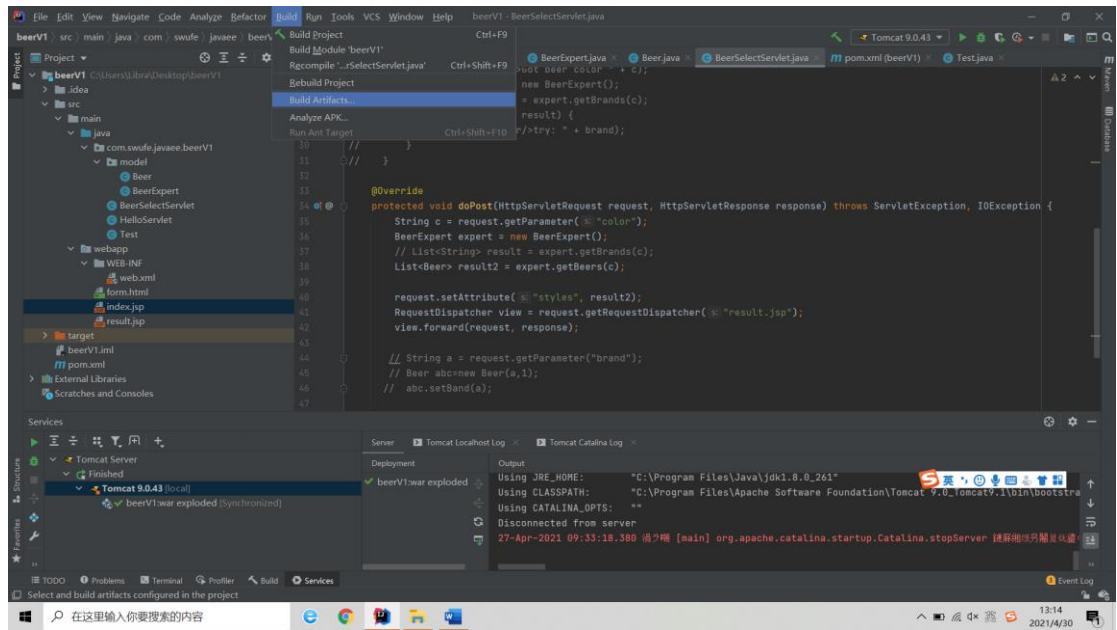 File Edit View Navigate Code Analyze Refactor Build Run Tools VCS Window Help beerV1 - BeerSelectServlet.java
beerV1 src main java com swufe javaee beerV
Tomcat 9.0.43
Build Project Ctrl+F9
Build Module 'beerV1'
Recompile '...rSelectServlet.java' Ctrl+Shift+F9
Rebuild Project
Build Artifacts...
Analyze APK...
Run Ant Target Ctrl+Shift+F10
Project
beerV1 C:\Users\Libra\Desktop\beerV1
.idea
src
main
java
com.swufe.javaee.beerV1
model
Beer
BeerExpert
BeerSelectServlet
HelloServlet
Test
webapp
WEB-INF
web.xml
form.html
index.jsp
result.jsp
target
beerV1.iml
pom.xml
External Libraries
Scratches and Consoles
BeerExpert.java Beer.java BeerSelectServlet.java pom.xml (beerV1) Test.java
>Got beer color " + c);
new BeerExpert();
= expert.getBrands(c);
result) {
r/>try: " + brand);
30 // }
31 // }
32
33 @Override
34 protected void doPost(HttpServletRequest request, HttpServletResponse response) throws ServletException, IOException {
35 String c = request.getParameter( s: "color");
36 BeerExpert expert = new BeerExpert();
37 // List<String> result = expert.getBrands(c);
38 List<Beer> result2 = expert.getBeers(c);
39
40 request.setAttribute( s: "styles", result2);
41 RequestDispatcher view = request.getRequestDispatcher( s: "result.jsp");
42 view.forward(request, response);
43
44 // String a = request.getParameter("brand");
45 // Beer abc=new Beer(a,1);
46 // abc.setBand(a);
47
2
Maven
Database
Project
Structure
Favorites
Services
Tomcat Server
Finished
Tomcat 9.0.43 [local]
beerV1:war exploded [Synchronized]
Server Tomcat Localhost Log Tomcat Catalina Log
Deployment Output
beerV1:war exploded
Using JRE_HOME: "C:\Program Files\Java\jdk1.8.0_261"
Using CLASSPATH: "C:\Program Files\Apache Software Foundation\Tomcat 9.0_Tomcat9.1\bin\bootstra
Using CATALINA_OPTS: ""
Disconnected from server
27-Apr-2021 09:33:18.380 [main] org.apache.catalina.startup.Catalina.stopServer
英
TODO Problems Terminal Profiler Build Services Event Log
Select and build artifacts configured in the project
在这里输入你要搜索的内容
13:14
2021/4/30